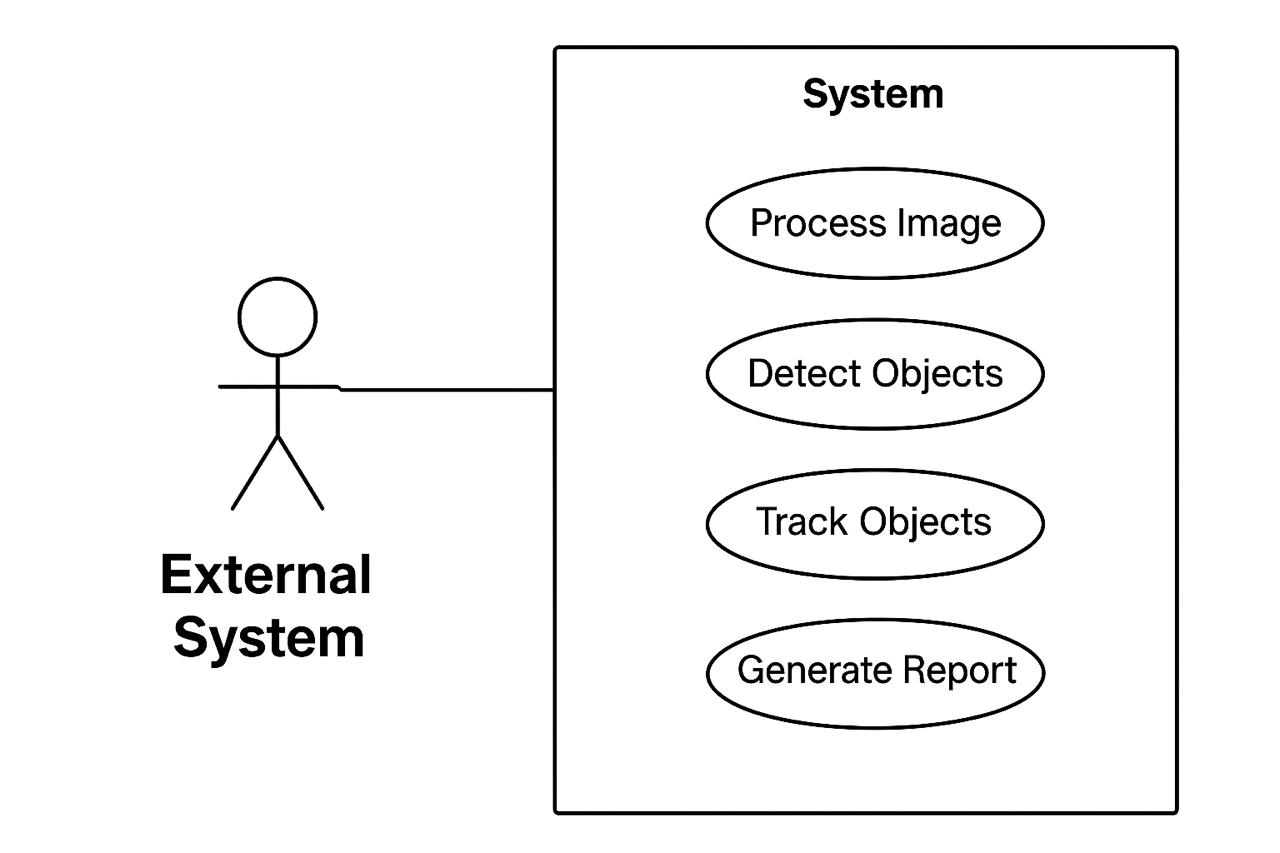 System
Process Image
Detect Objects
Track Objects
Generate Report
External
System